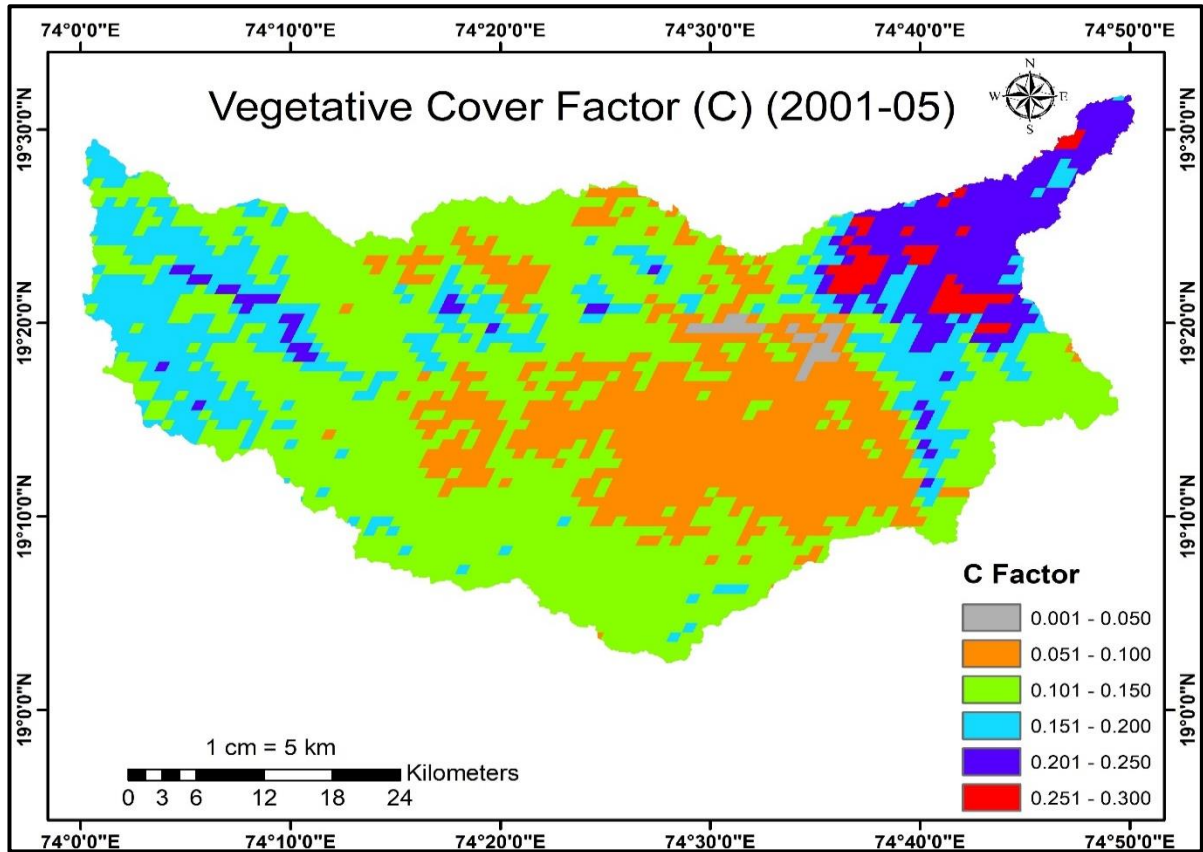 74°0'0"E 74°10'0"E 74°20'0"E 74°30'0"E 74°40'0"E 74°50'0"E
Vegetative Cover Factor (C) (2001-05)
N
W E
S
19°30'0"N
19°20'0"N
19°10'0"N
19°0'0"N
19°20'0"N
19°10'0"N
19°0'0"N
C Factor
0.001 - 0.050
0.051 - 0.100
0.101 - 0.150
0.151 - 0.200
0.201 - 0.250
0.251 - 0.300
1 cm = 5 km
Kilometers
0 3 6 12 18 24
74°0'0"E 74°10'0"E 74°20'0"E 74°30'0"E 74°40'0"E 74°50'0"E